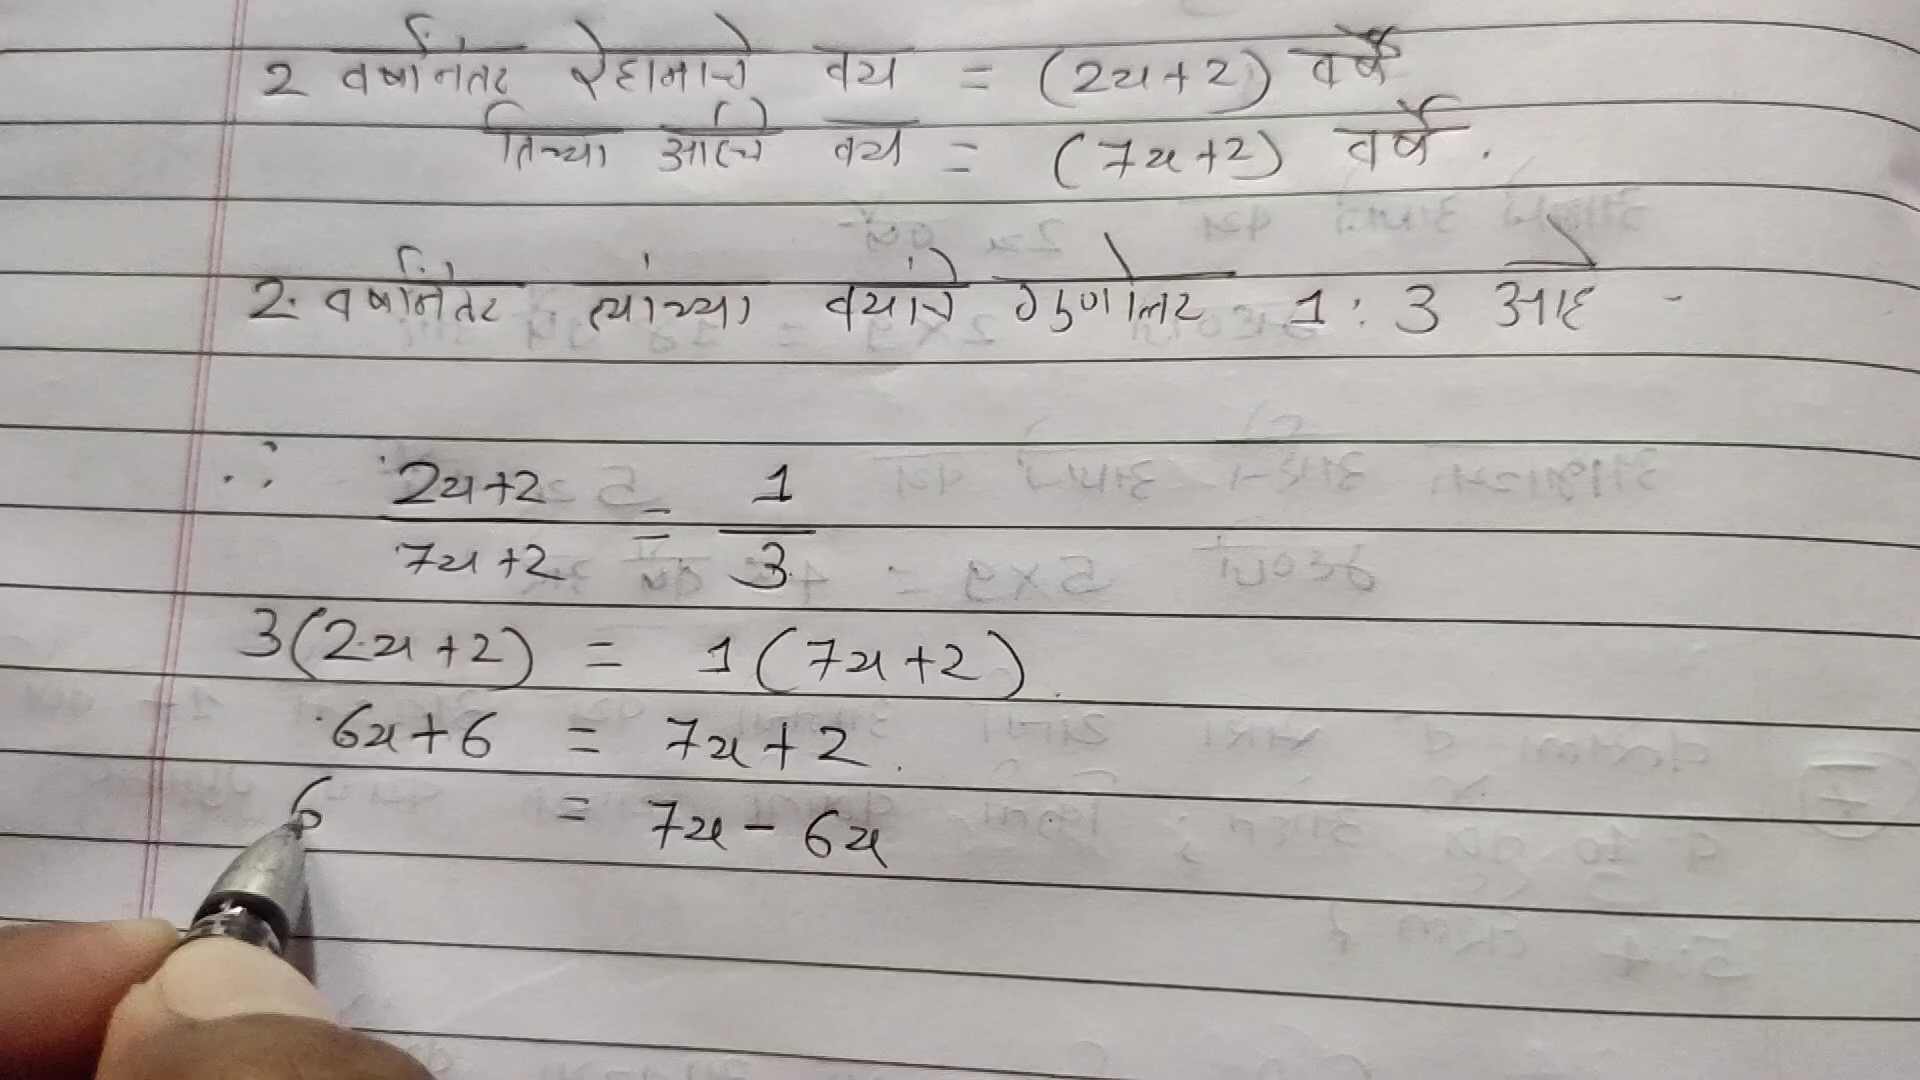 2 वर्षांनंतर रेहानाचे वय = (2x+2) वर्षे
तिच्या आईचे वय = (7x+2) वर्षे.
2 वर्षांनंतर त्यांच्या वयांचे गुणोत्तर 1:3 आहे
∴ (2x+2)/(7x+2) = 1/3
3(2x+2) = 1(7x+2)
6x+6 = 7x+2
6 = 7x-6x